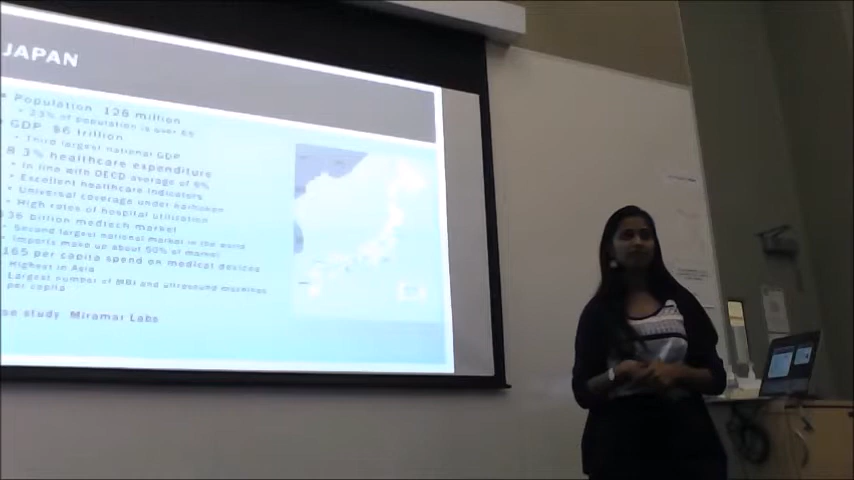 JAPAN
Population 128 million
23% of population is over 65
GDP $6 trillion
Third largest national GDP
8.3% healthcare expenditure
In line with OECD average of 9%
Excellent healthcare indicators
Universal coverage under kaihoken
High rates of hospital utilization
36 billion medtech market
Second largest national market in the world
Imports make up about 50% of market
165 per capita spend on medical devices
Highest in Asia
Largest number of MRI and ultrasound machines
per capita
se study Miramar Labs